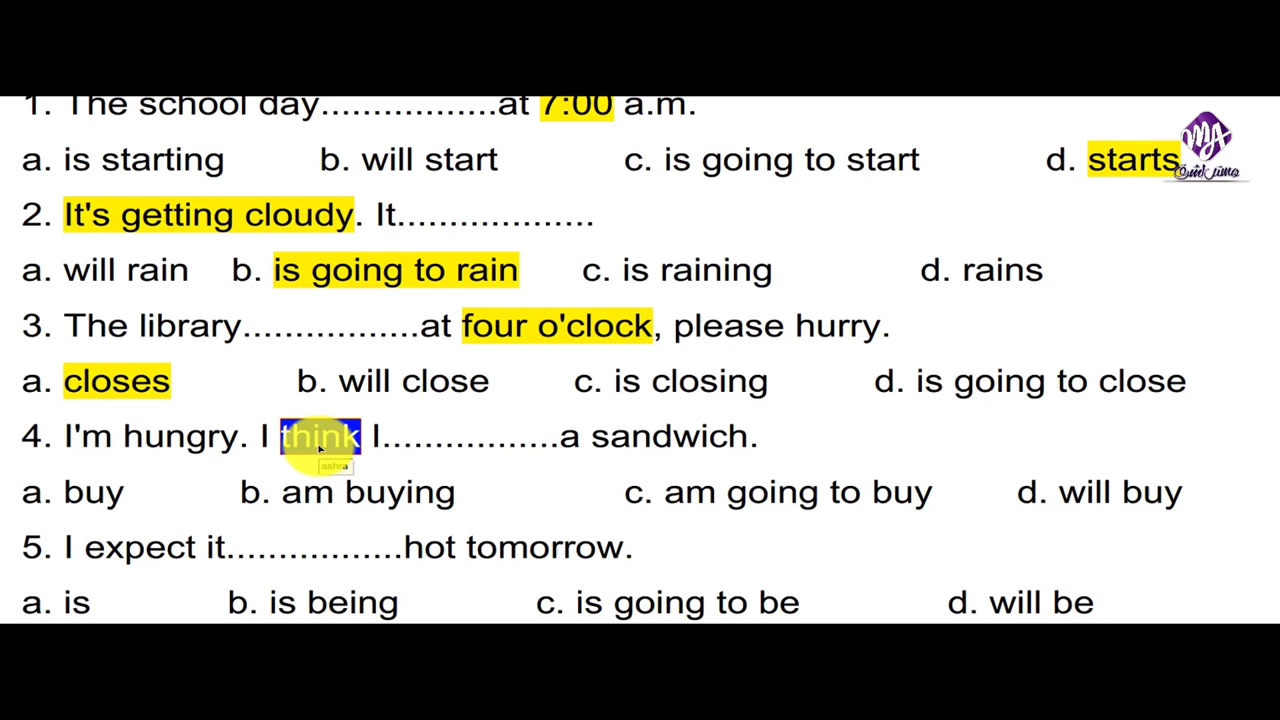 1. The school day.................at 7:00 a.m.
a. is starting b. will start c. is going to start d. starts
2. It's getting cloudy. It...................
a. will rain b. is going to rain c. is raining d. rains
3. The library.................at four o'clock, please hurry.
a. closes b. will close c. is closing d. is going to close
4. I'm hungry. I think I.................a sandwich.
ashra
a. buy b. am buying c. am going to buy d. will buy
5. I expect it.................hot tomorrow.
a. is b. is being c. is going to be d. will be
MA